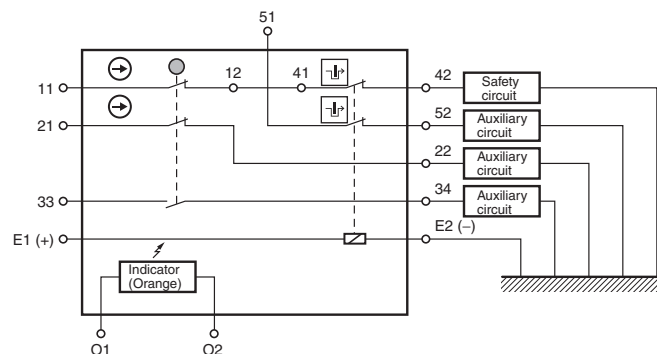 51
11
12
41
42
Safety
circuit
21
52
Auxiliary
circuit
22
Auxiliary
circuit
33
34
Auxiliary
circuit
E1 (+)
E2 (–)
Indicator
(Orange)
O1
O2